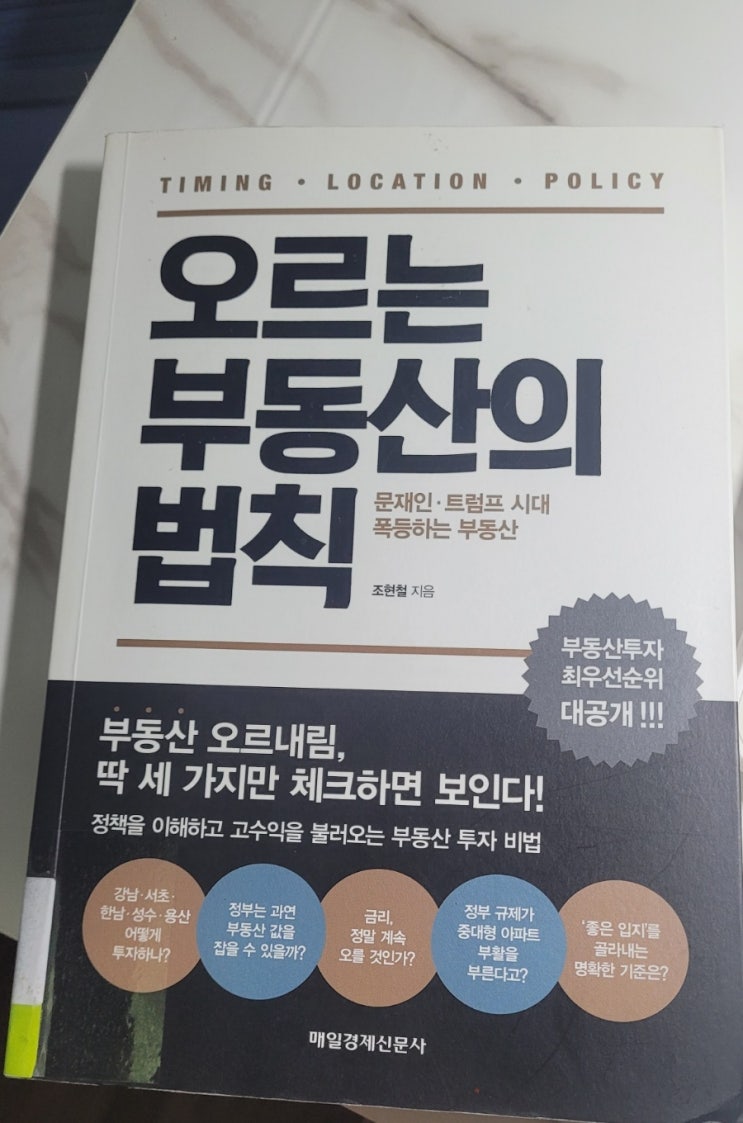 TIMING • LOCATION • POLICY
오르는
부동산의
법칙
문재인·트럼프 시대
폭등하는 부동산
조현철 지음
부동산투자
최우선순위
대공개 !!!
부동산 오르내림,
딱 세 가지만 체크하면 보인다!
정책을 이해하고 고수익을 불러오는 부동산 투자 비법
강남·서초·
한남·성수·용산
어떻게
투자하나?
정부는 과연
부동산 값을
잡을 수 있을까?
금리,
정말 계속
오를 것인가?
정부 규제가
중대형 아파트
부활을
부른다고?
'좋은 입지'를
골라내는
명확한 기준은?
매일경제신문사